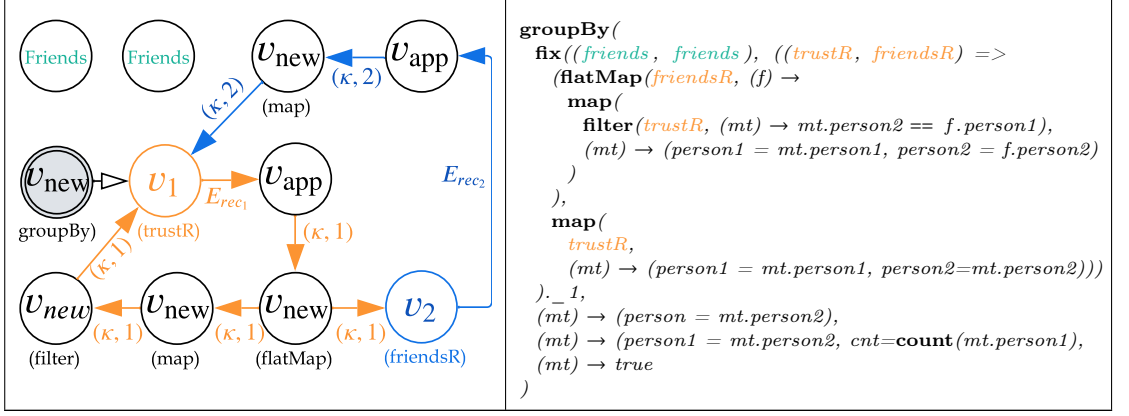 Friends
Friends
v_new
v_app
(κ, 2)
(map)
(κ, 2)
v_new
v_1
v_app
E_rec_1
E_rec_2
groupBy)
(trustR)
(κ, 1)
(κ, 1)
v_new
v_new
v_new
v_2
(κ, 1)
(κ, 1)
(κ, 1)
(filter)
(map)
(flatMap)
(friendsR)
groupBy(
fix((friends, friends), ((trustR, friendsR) =>
(flatMap(friendsR, (f) →
map(
filter(trustR, (mt) → mt.person2 == f.person1),
(mt) → (person1 = mt.person1, person2 = f.person2)
)
),
map(
trustR,
(mt) → (person1 = mt.person1, person2=mt.person2)))
)._1,
(mt) → (person = mt.person2),
(mt) → (person1 = mt.person2, cnt=count(mt.person1),
(mt) → true
)